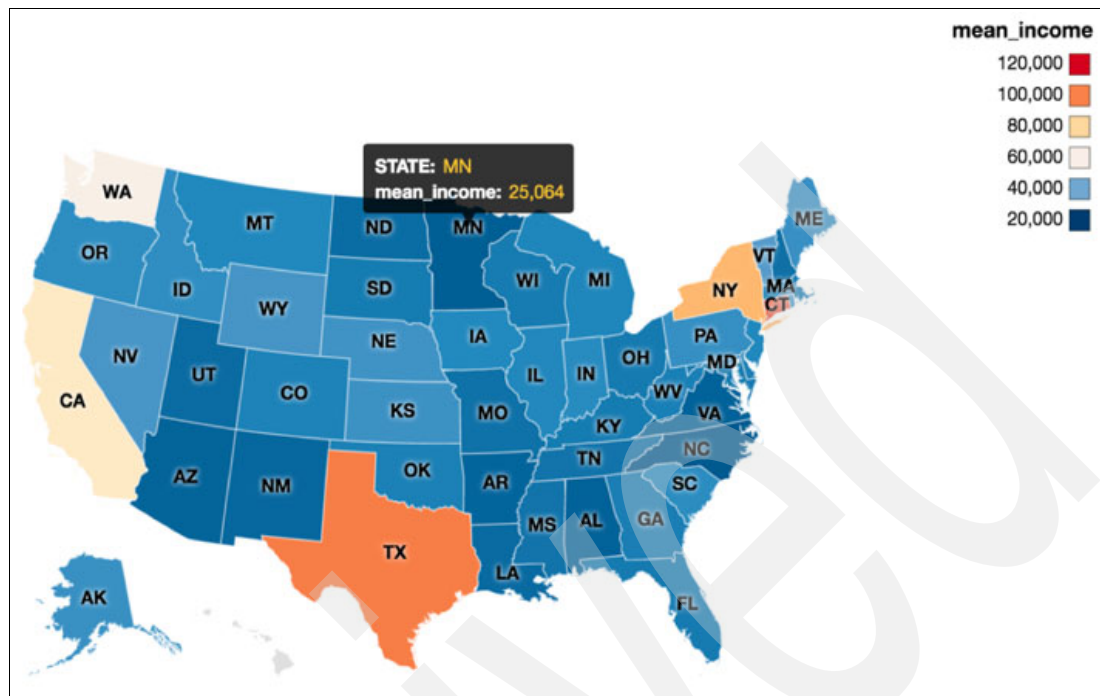 mean_income
120,000
100,000
80,000
60,000
40,000
20,000
STATE: MN
mean_income: 25,064
WA
MT
ND
MN
ME
OR
VT
ID
SD
WI
MI
NY
MA
CT
WY
IA
PA
NE
NV
UT
CO
IL
IN
OH
MD
WV
CA
KS
MO
KY
VA
NC
TN
AZ
NM
OK
AR
SC
MS
AL
GA
TX
LA
AK
FL